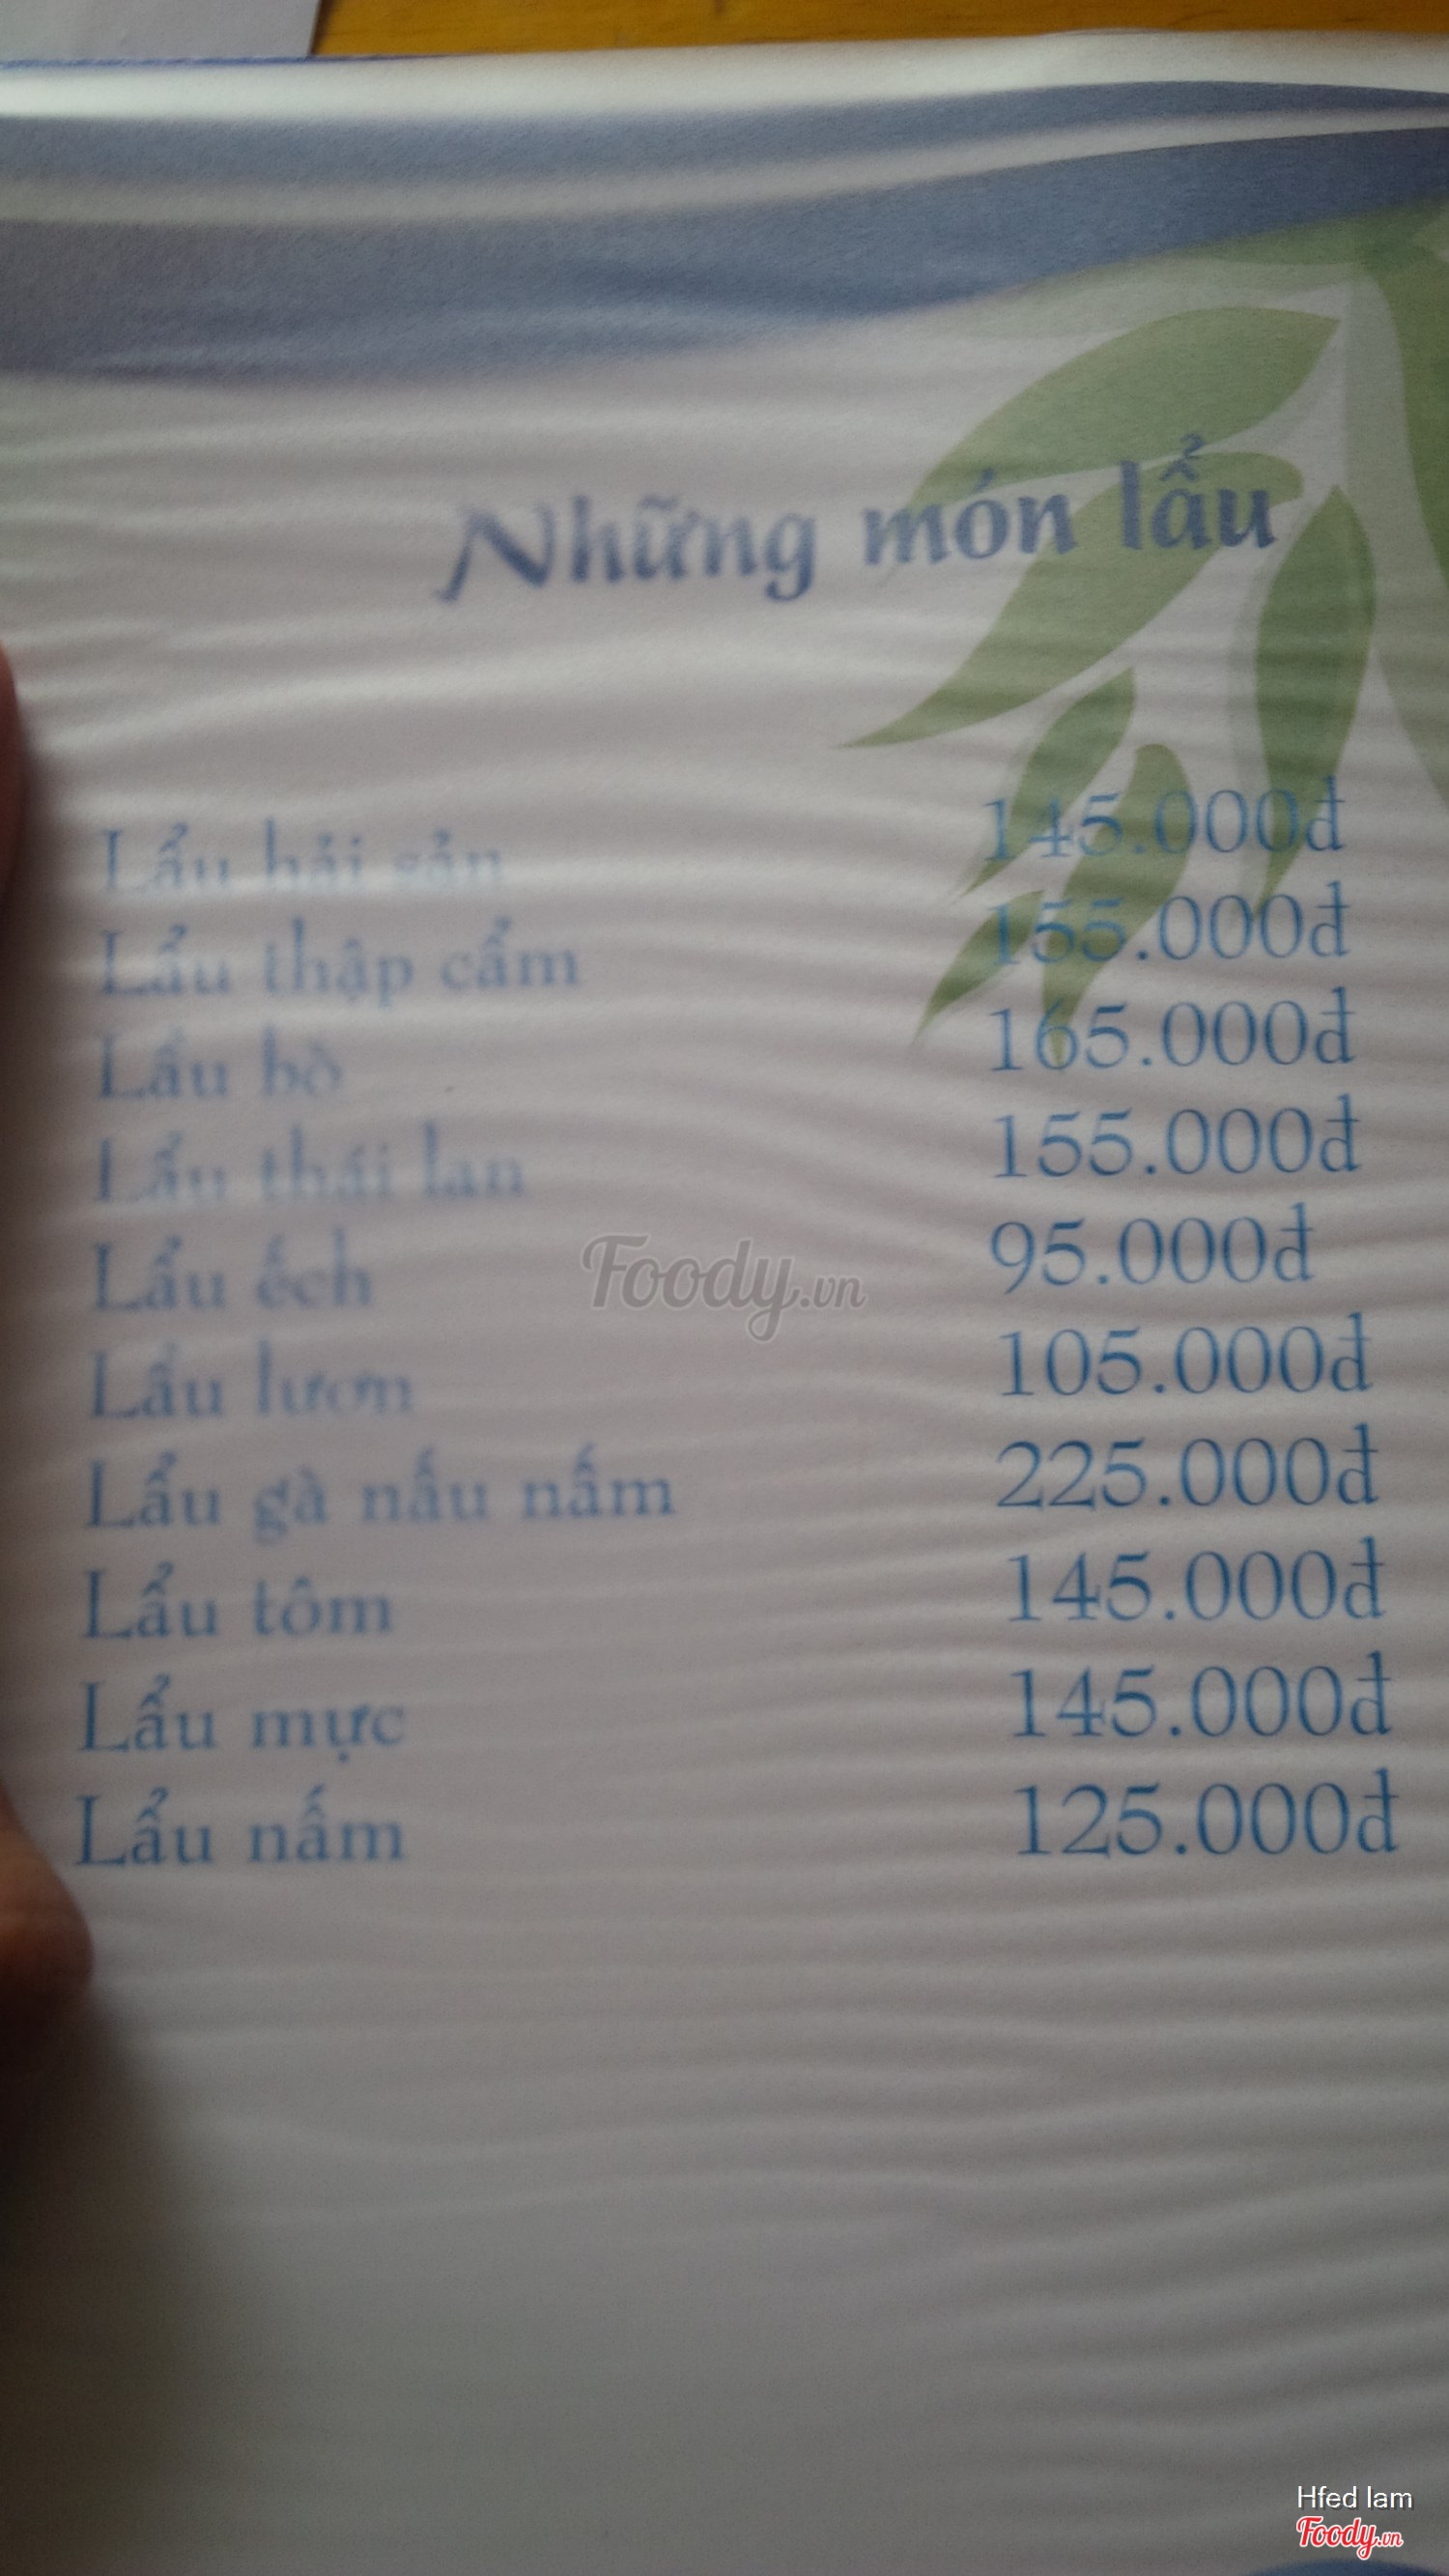 Những món lẩu
Lẩu hải sản 145.000đ
Lẩu thập cẩm 155.000đ
Lẩu bò 165.000đ
Lẩu thái lan 155.000đ
Lẩu ếch 95.000đ
Lẩu lươn 105.000đ
Lẩu gà nấu nấm 225.000đ
Lẩu tôm 145.000đ
Lẩu mực 145.000đ
Lẩu nấm 125.000đ
Foody.vn
Hfed lam
Foody.vn